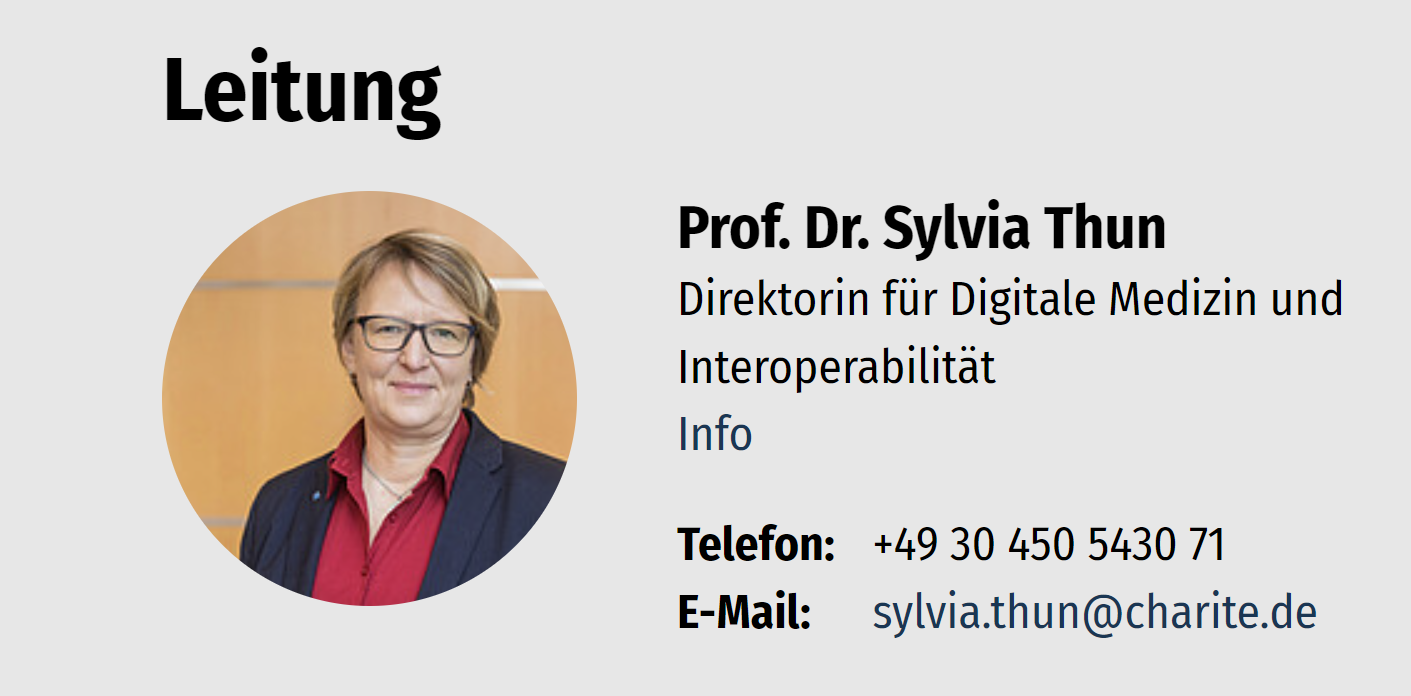 Leitung
Prof. Dr. Sylvia Thun
Direktorin für Digitale Medizin und
Interoperabilität
Info
Telefon: +49 30 450 5430 71
E-Mail: sylvia.thun@charite.de